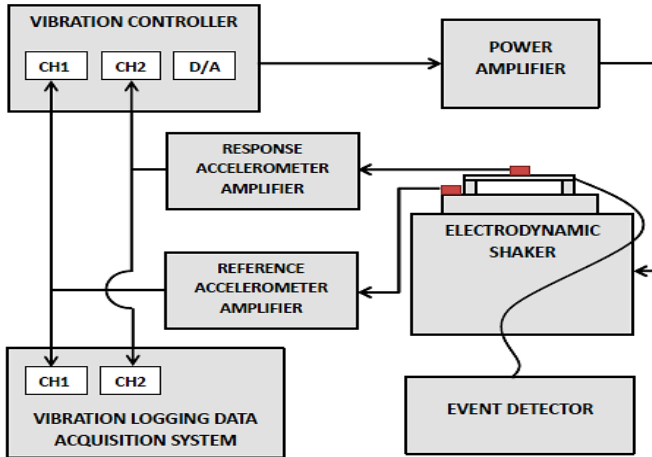 VIBRATION CONTROLLER
CH1 CH2 D/A
POWER
AMPLIFIER
RESPONSE
ACCELEROMETER
AMPLIFIER
ELECTRODYNAMIC
SHAKER
REFERENCE
ACCELEROMETER
AMPLIFIER
CH1 CH2
VIBRATION LOGGING DATA
ACQUISITION SYSTEM
EVENT DETECTOR